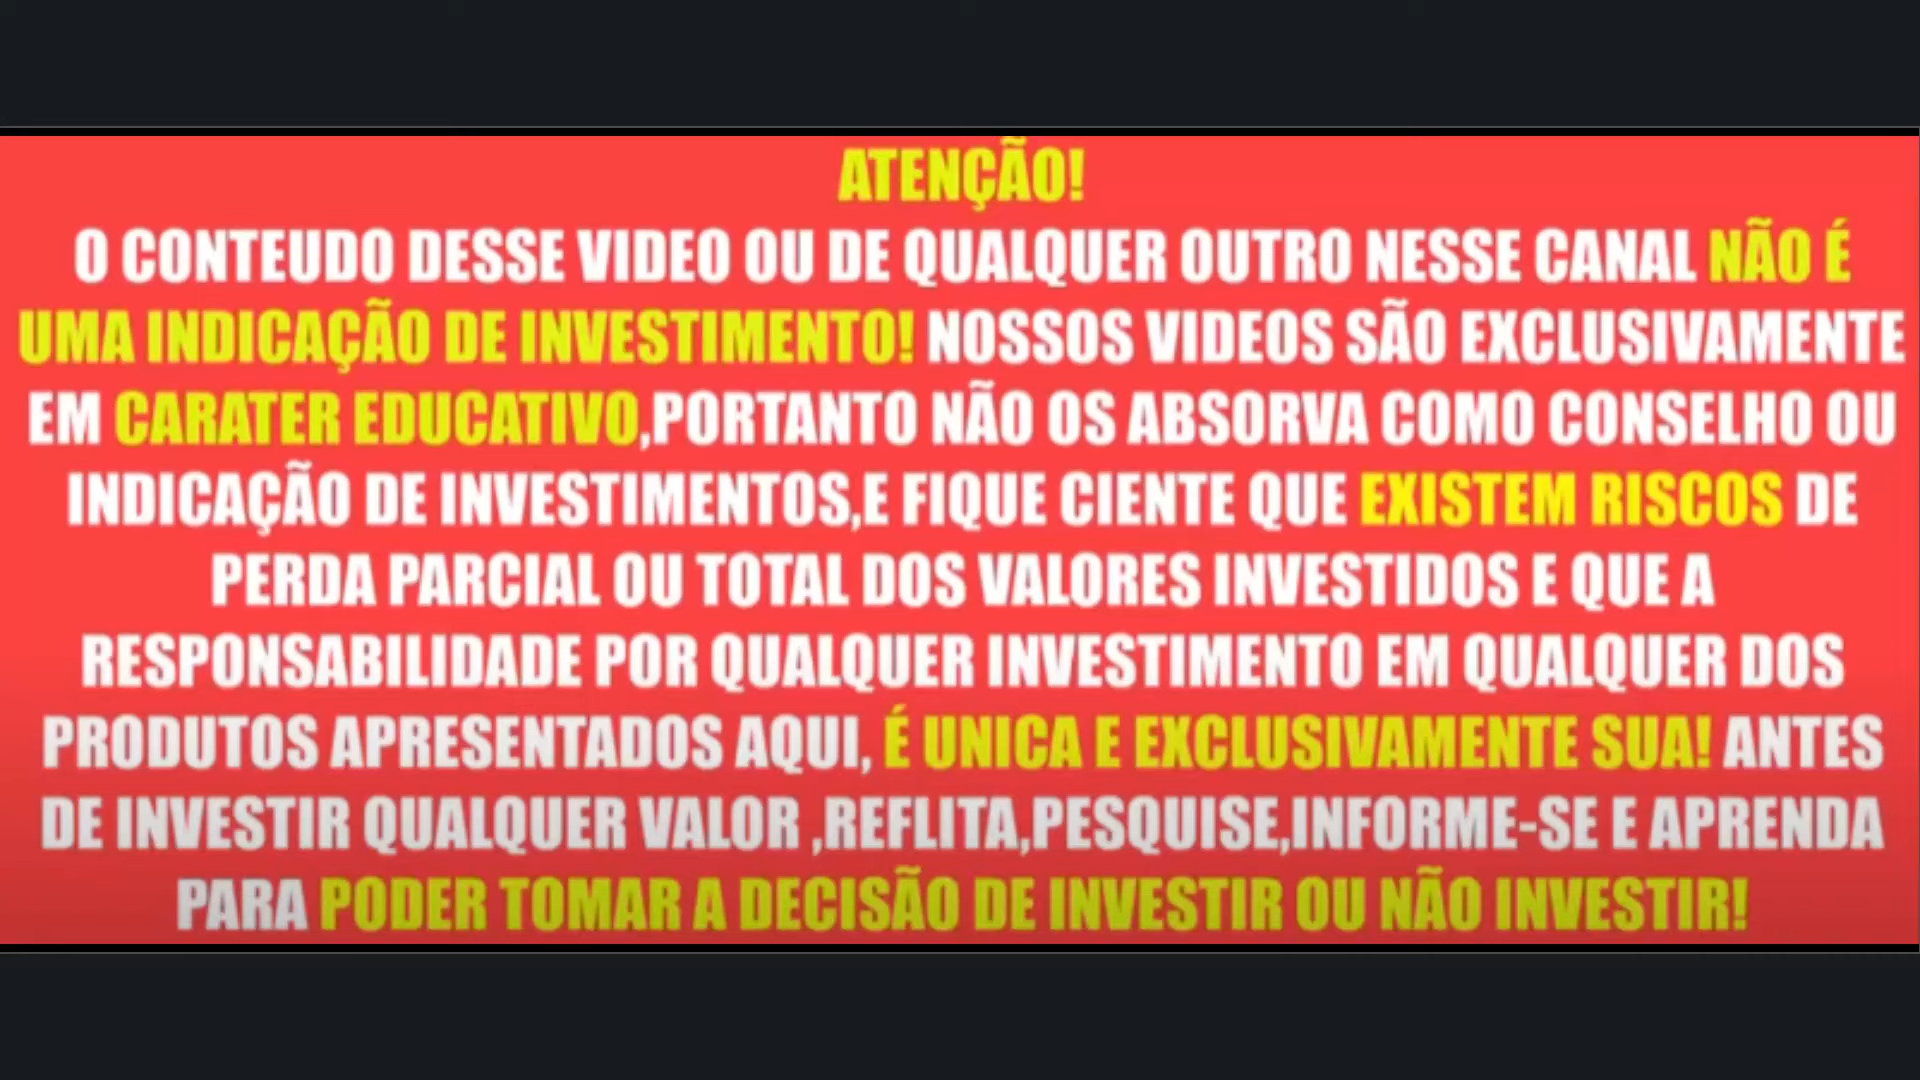 ATENÇÃO!
O CONTEUDO DESSE VIDEO OU DE QUALQUER OUTRO NESSE CANAL NÃO É
UMA INDICAÇÃO DE INVESTIMENTO! NOSSOS VIDEOS SÃO EXCLUSIVAMENTE
EM CARATER EDUCATIVO,PORTANTO NÃO OS ABSORVA COMO CONSELHO OU
INDICAÇÃO DE INVESTIMENTOS,E FIQUE CIENTE QUE EXISTEM RISCOS DE
PERDA PARCIAL OU TOTAL DOS VALORES INVESTIDOS E QUE A
RESPONSABILIDADE POR QUALQUER INVESTIMENTO EM QUALQUER DOS
PRODUTOS APRESENTADOS AQUI, É UNICA E EXCLUSIVAMENTE SUA! ANTES
DE INVESTIR QUALQUER VALOR ,REFLITA,PESQUISE,INFORME-SE E APRENDA
PARA PODER TOMAR A DECISÃO DE INVESTIR OU NÃO INVESTIR!